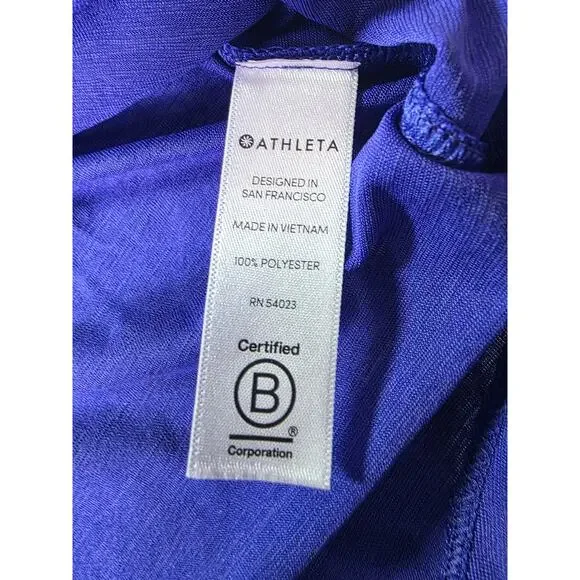 ATHLETA
DESIGNED IN
SAN FRANCISCO
MADE IN VIETNAM
100% POLYESTER
RN 54023
Certified
B
®
Corporation